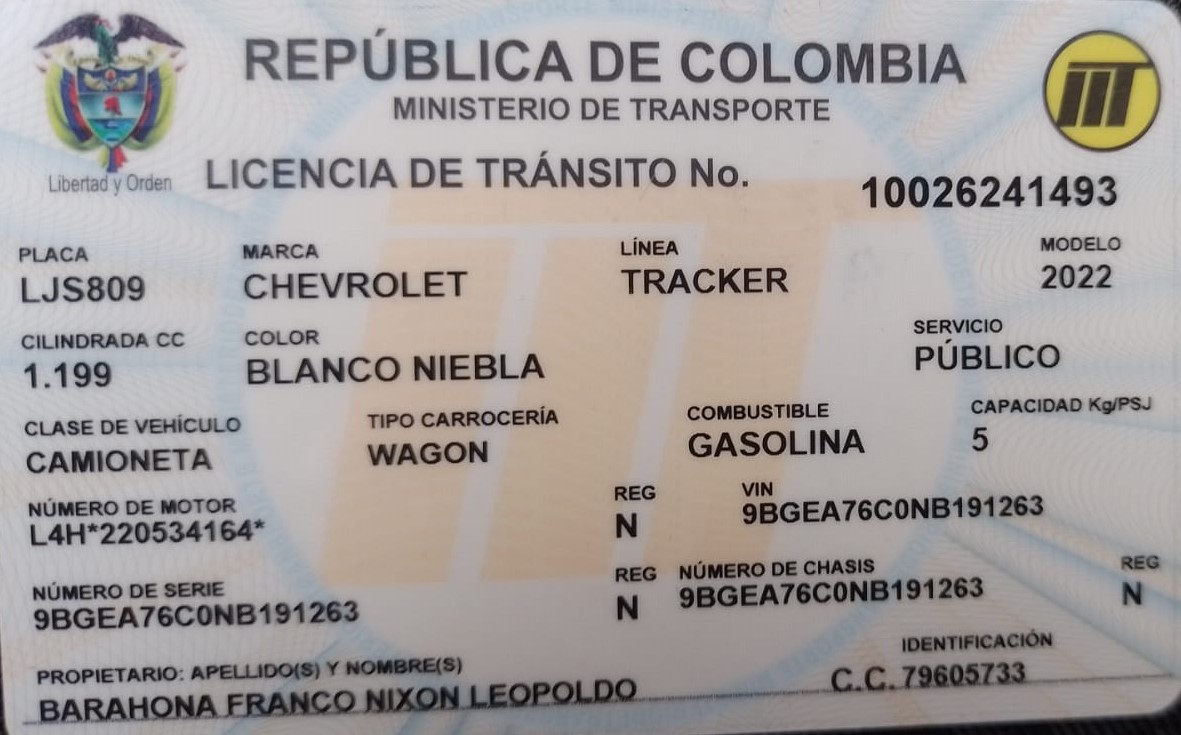 REPÚBLICA DE COLOMBIA
MINISTERIO DE TRANSPORTE
Libertad y Orden
LICENCIA DE TRÁNSITO No.
10026241493
PLACA MARCA LÍNEA MODELO
LJS809 CHEVROLET TRACKER 2022
CILINDRADA CC COLOR SERVICIO
1.199 BLANCO NIEBLA PÚBLICO
CLASE DE VEHÍCULO TIPO CARROCERÍA COMBUSTIBLE CAPACIDAD Kg/PSJ
CAMIONETA WAGON GASOLINA 5
NÚMERO DE MOTOR REG VIN
L4H*220534164* N 9BGEA76C0NB191263
NÚMERO DE SERIE REG NÚMERO DE CHASIS REG
9BGEA76C0NB191263 N 9BGEA76C0NB191263 N
PROPIETARIO: APELLIDO(S) Y NOMBRE(S) IDENTIFICACIÓN
BARAHONA FRANCO NIXON LEOPOLDO C.C. 79605733